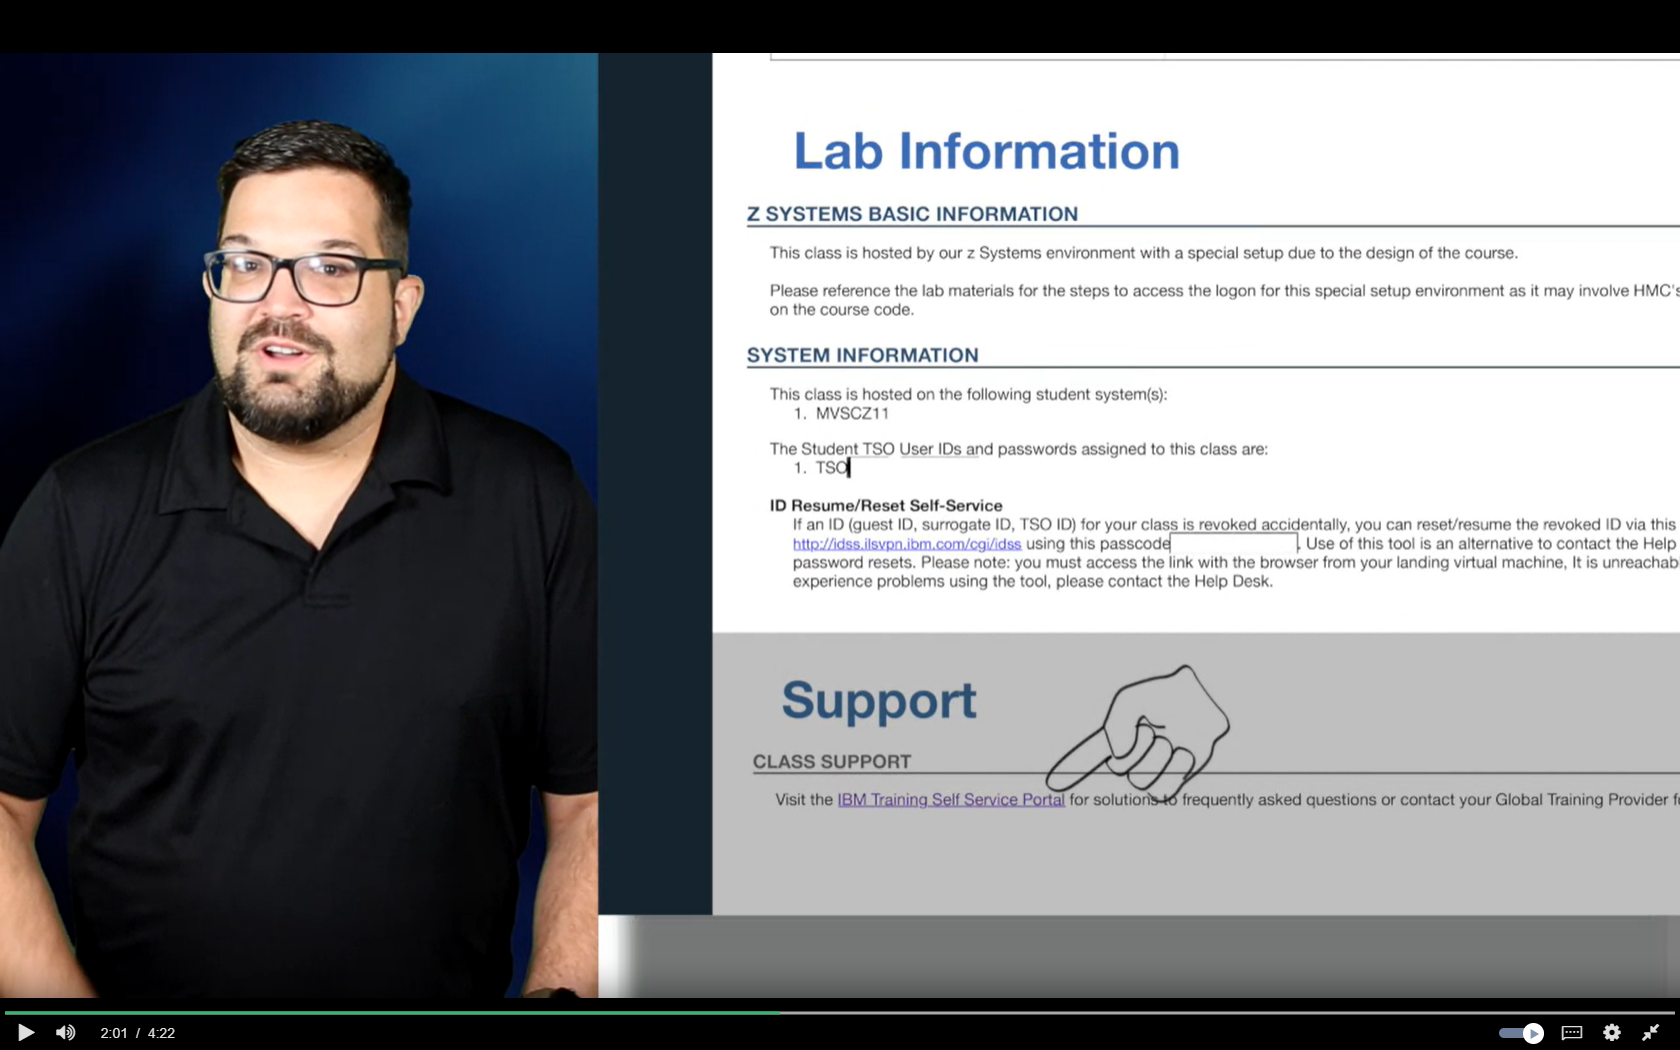 Lab Information
Z SYSTEMS BASIC INFORMATION
This class is hosted by our z Systems environment with a special setup due to the design of the course.
Please reference the lab materials for the steps to access the logon for this special setup environment as it may involve HMC's
on the course code.
SYSTEM INFORMATION
This class is hosted on the following student system(s):
1. MVSCZ11
The Student TSO User IDs and passwords assigned to this class are:
1. TSO
ID Resume/Reset Self-Service
If an ID (guest ID, surrogate ID, TSO ID) for your class is revoked accidentally, you can reset/resume the revoked ID via this
http://idss.ilsvpn.ibm.com/cgi/idss using this passcode . Use of this tool is an alternative to contact the Help
password resets. Please note: you must access the link with the browser from your landing virtual machine, It is unreachab
experience problems using the tool, please contact the Help Desk.
Support
CLASS SUPPORT
Visit the IBM Training Self Service Portal for solutions to frequently asked questions or contact your Global Training Provider f
2:01 / 4:22